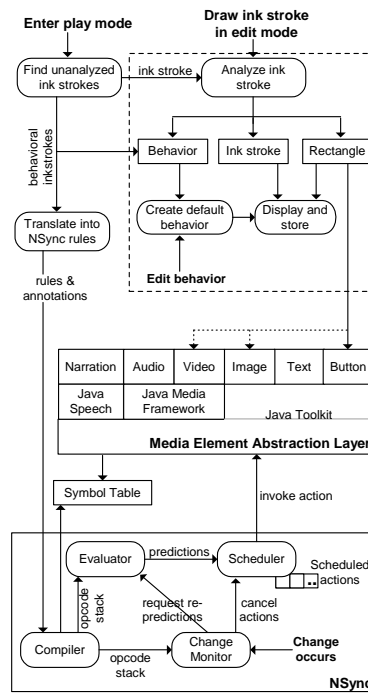 Enter play mode
Draw ink stroke
in edit mode
Find unanalyzed
ink strokes
ink stroke
Analyze ink
stroke
behavioral
inkstrokes
Behavior
Ink stroke
Rectangle
Translate into
NSync rules
Create default
behavior
Display and
store
rules &
annotations
Edit behavior
Narration
Audio
Video
Image
Text
Button
Java
Speech
Java Media
Framework
Java Toolkit
Media Element Abstraction Layer
Symbol Table
invoke action
Evaluator
predictions
Scheduler
Scheduled
actions
..
opcode
stack
request re-
predictions
cancel
actions
Compiler
opcode
stack
Change
Monitor
Change
occurs
NSync